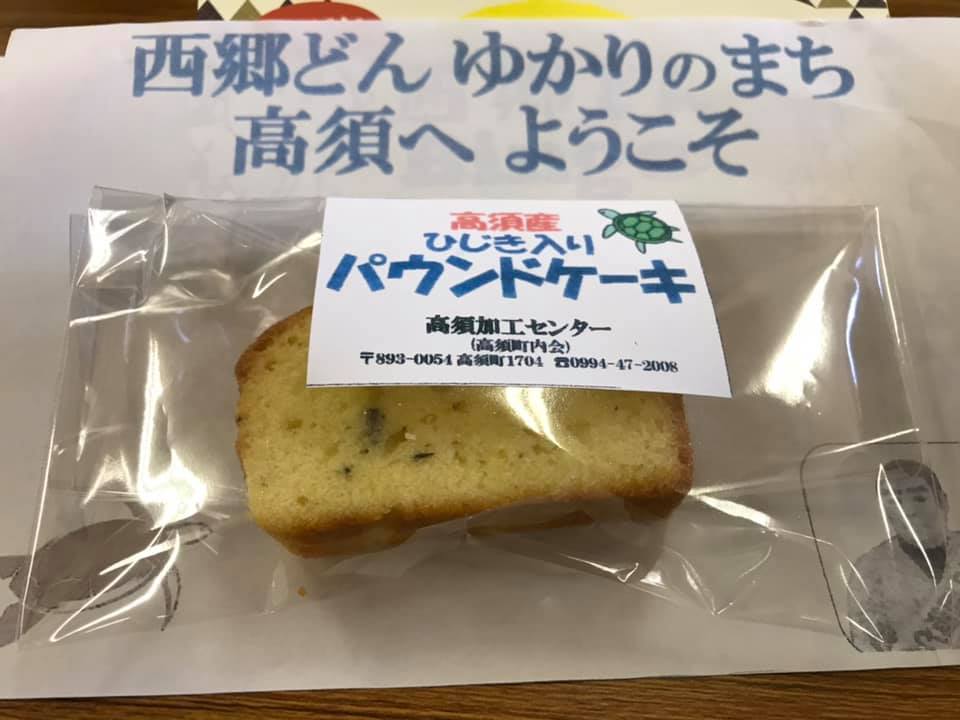 西郷どん ゆかりのまち
高須へ ようこそ
高須産
ひじき入り
パウンドケーキ
高須加工センター
(高須町内会)
〒893-0054 高須町1704 ☎0994-47-2008